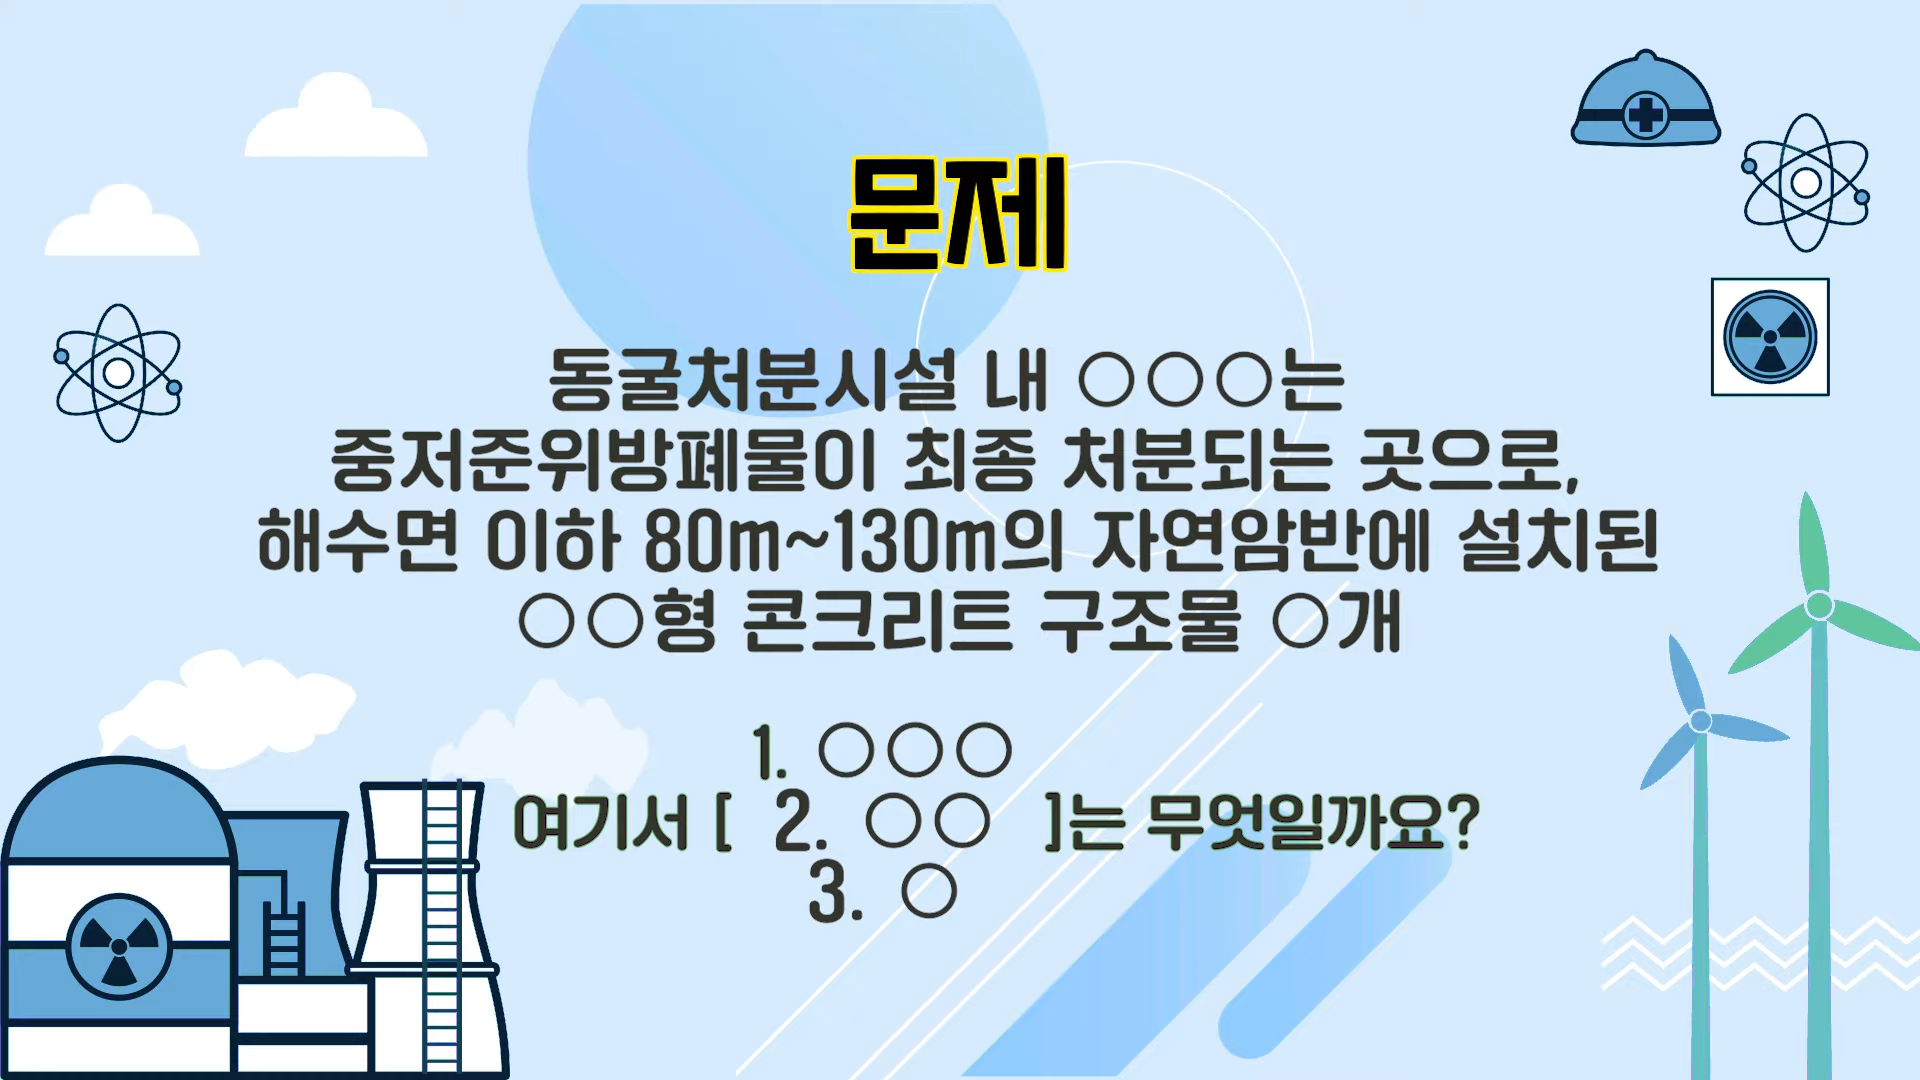 문제
동굴처분시설 내 ○○○는
중저준위방폐물이 최종 처분되는 곳으로,
해수면 이하 80m~130m의 자연암반에 설치된
○○형 콘크리트 구조물 ○개
1. ○○○
여기서 [ 2. ○○ ]는 무엇일까요?
3. ○